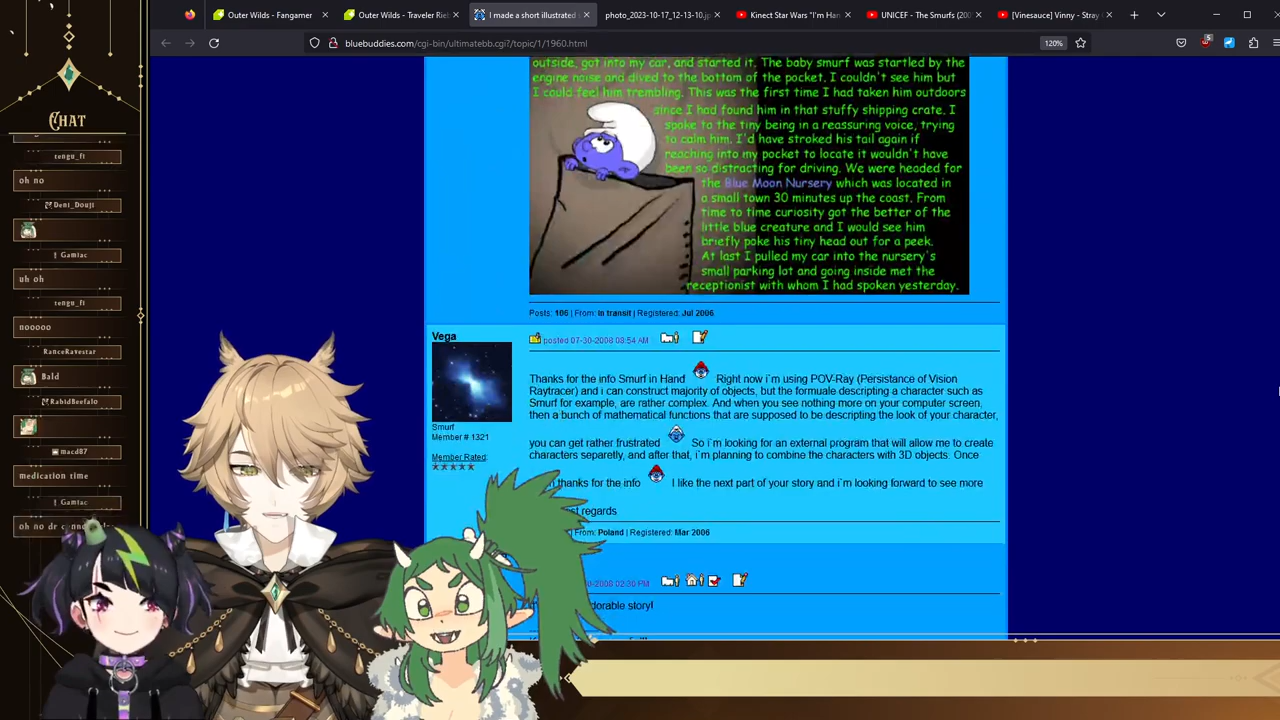 Outer Wilds - Fangamer
Outer Wilds - Traveler Rieb
I made a short illustrated
photo_2023-10-17_12-13-10.jp
Kinect Star Wars "I'm Han
UNICEF - The Smurfs (200
[Vinesauce] Vinny - Stray
bluebuddies.com/cgi-bin/ultimatebb.cgi?/topic/1/1960.html
120%
5
CHAT
tengu_fi
oh no
Deni_Douji
Gamiac
uh oh
tengu_fi
nooooo
RanceRavestar
Bald
RabidBeefalo
macd87
medication time
Gamiac
oh no dr
outside, got into my car, and started it. The baby smurf was startled by the
engine noise and dived to the bottom of the pocket. I couldn't see him but
I could feel him trembling. This was the first time I had taken him outdoors
since I had found him in that stuffy shipping crate. I
spoke to the tiny being in a reassuring voice, trying
to calm him. I'd have stroked his tail again if
reaching into my pocket to locate it wouldn't have
been so distracting for driving. We were headed for
the Blue Moon Nursery which was located in
a small town 30 minutes up the coast. From
time to time curiosity got the better of the
little blue creature and I would see him
briefly poke his tiny head out for a peek.
At last I pulled my car into the nursery's
small parking lot and going inside met the
receptionist with whom I had spoken yesterday.
Posts: 106 | From: In transit | Registered: Jul 2006
Vega
posted 07-30-2008 08:54 AM
Thanks for the info Smurf in Hand Right now i`m using POV-Ray (Persistance of Vision
Raytracer) and i can construct majority of objects, but the formuale descripting a character such as
Smurf for example, are rather complex. And when you see nothing more on your computer screen,
then a bunch of mathematical functions that are supposed to be descripting the look of your character,
you can get rather frustrated So i`m looking for an external program that will allow me to create
characters separetly, and after that, i`m planning to combine the characters with 3D objects. Once
thanks for the info I like the next part of your story and i`m looking forward to see more
regards
Smurf
Member # 1321
Member Rated:
From: Poland | Registered: Mar 2006
30-2008 02:30 PM
dorable story!